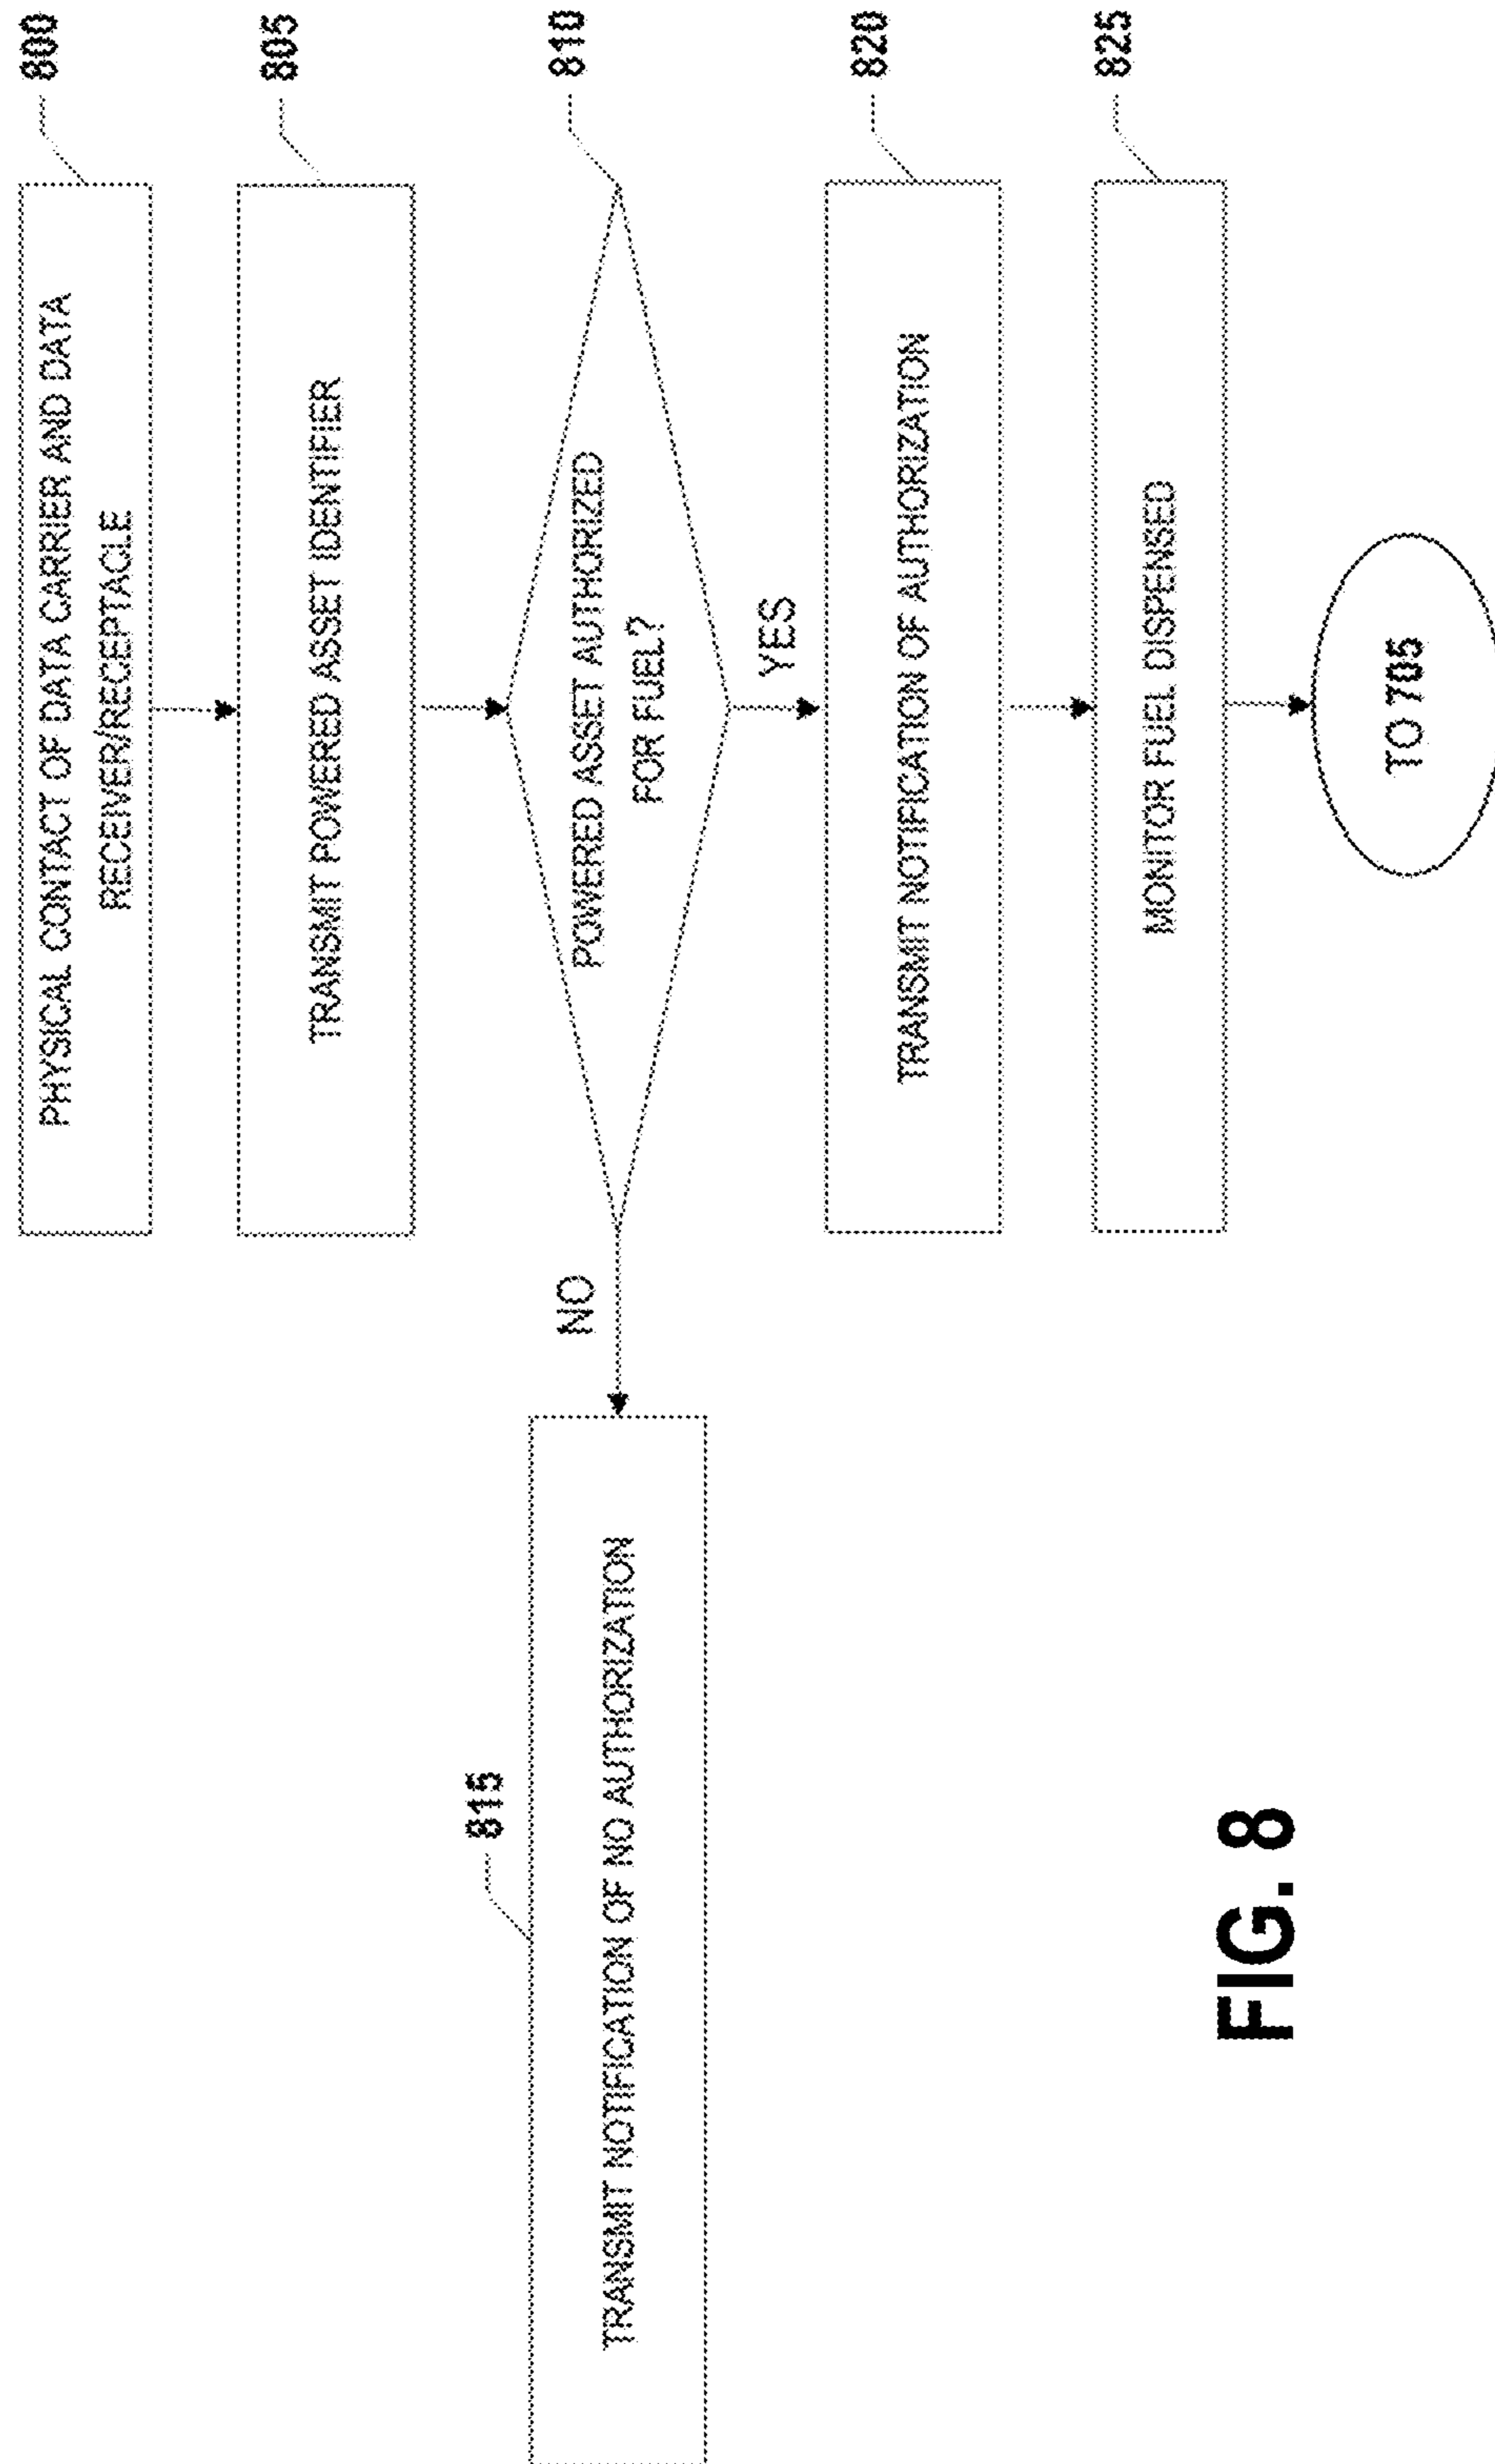 800
PHYSICAL CONTACT OF DATA CARRIER AND DATA
RECEIVER/RECEPTACLE
805
TRANSMIT POWERED ASSET IDENTIFIER
810
POWERED ASSET AUTHORIZED
FOR FUEL?
NO
815
TRANSMIT NOTIFICATION OF NO AUTHORIZATION
YES
820
TRANSMIT NOTIFICATION OF AUTHORIZATION
825
MONITOR FUEL DISPENSED
TO 705
FIG. 8